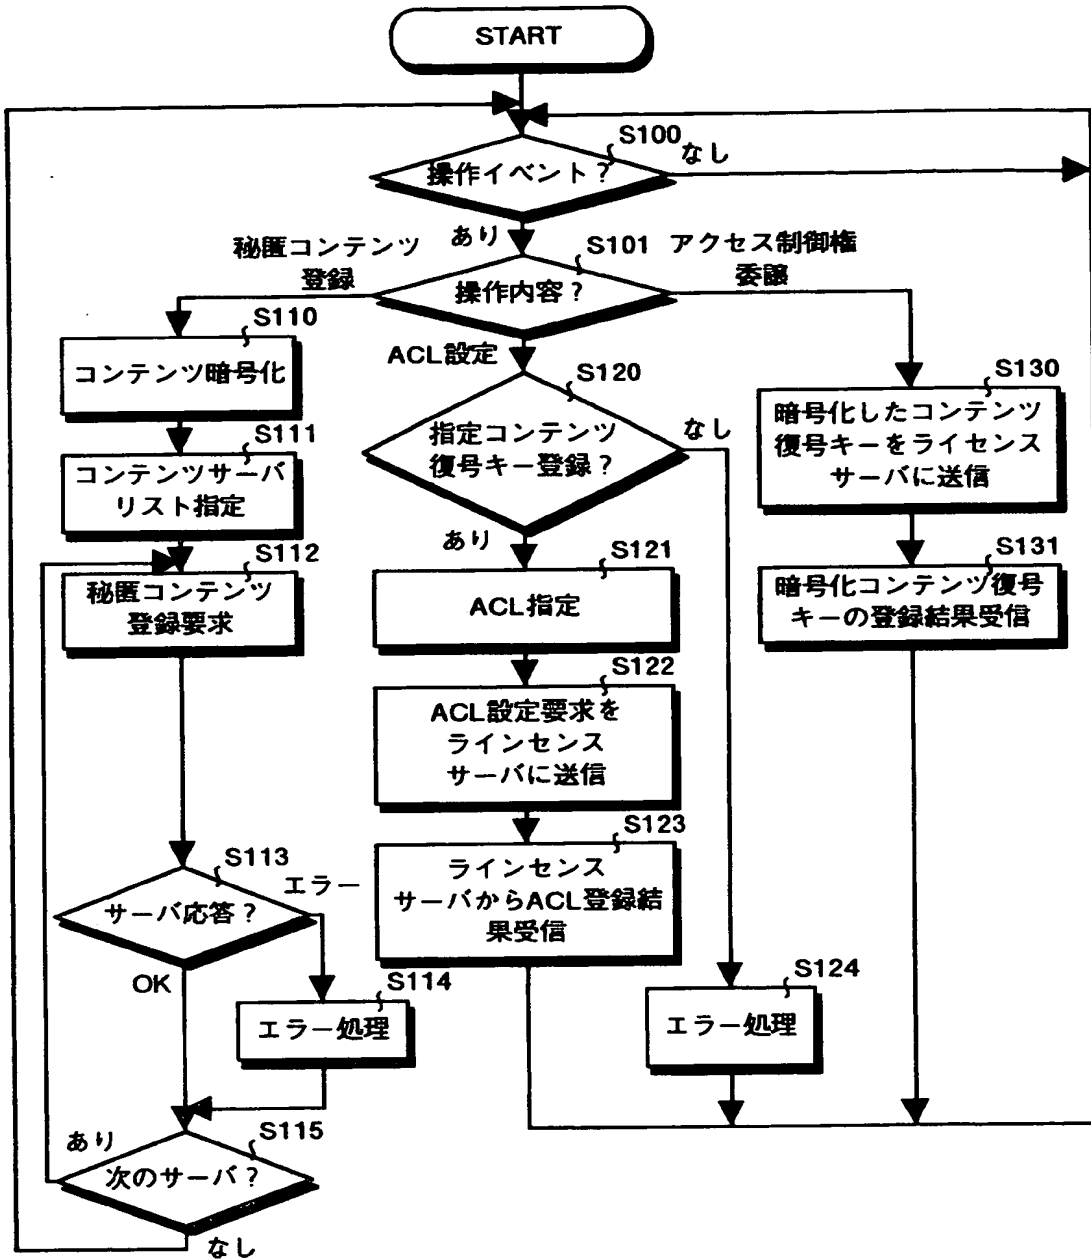 START
S100
操作イベント？
なし
あり
秘匿コンテンツ
登録
S101
アクセス制御権
委譲
操作内容？
S110
コンテンツ暗号化
ACL設定
S120
指定コンテンツ
復号キー登録？
なし
S130
暗号化したコンテンツ
復号キーをライセンス
サーバに送信
S111
コンテンツサーバ
リスト指定
あり
S112
秘匿コンテンツ
登録要求
S121
ACL指定
S131
暗号化コンテンツ復号
キーの登録結果受信
S122
ACL設定要求を
ラインセンス
サーバに送信
S123
ラインセンス
サーバからACL登録結
果受信
S113
サーバ応答？
エラー
OK
S114
エラー処理
S124
エラー処理
S115
あり
次のサーバ？
なし